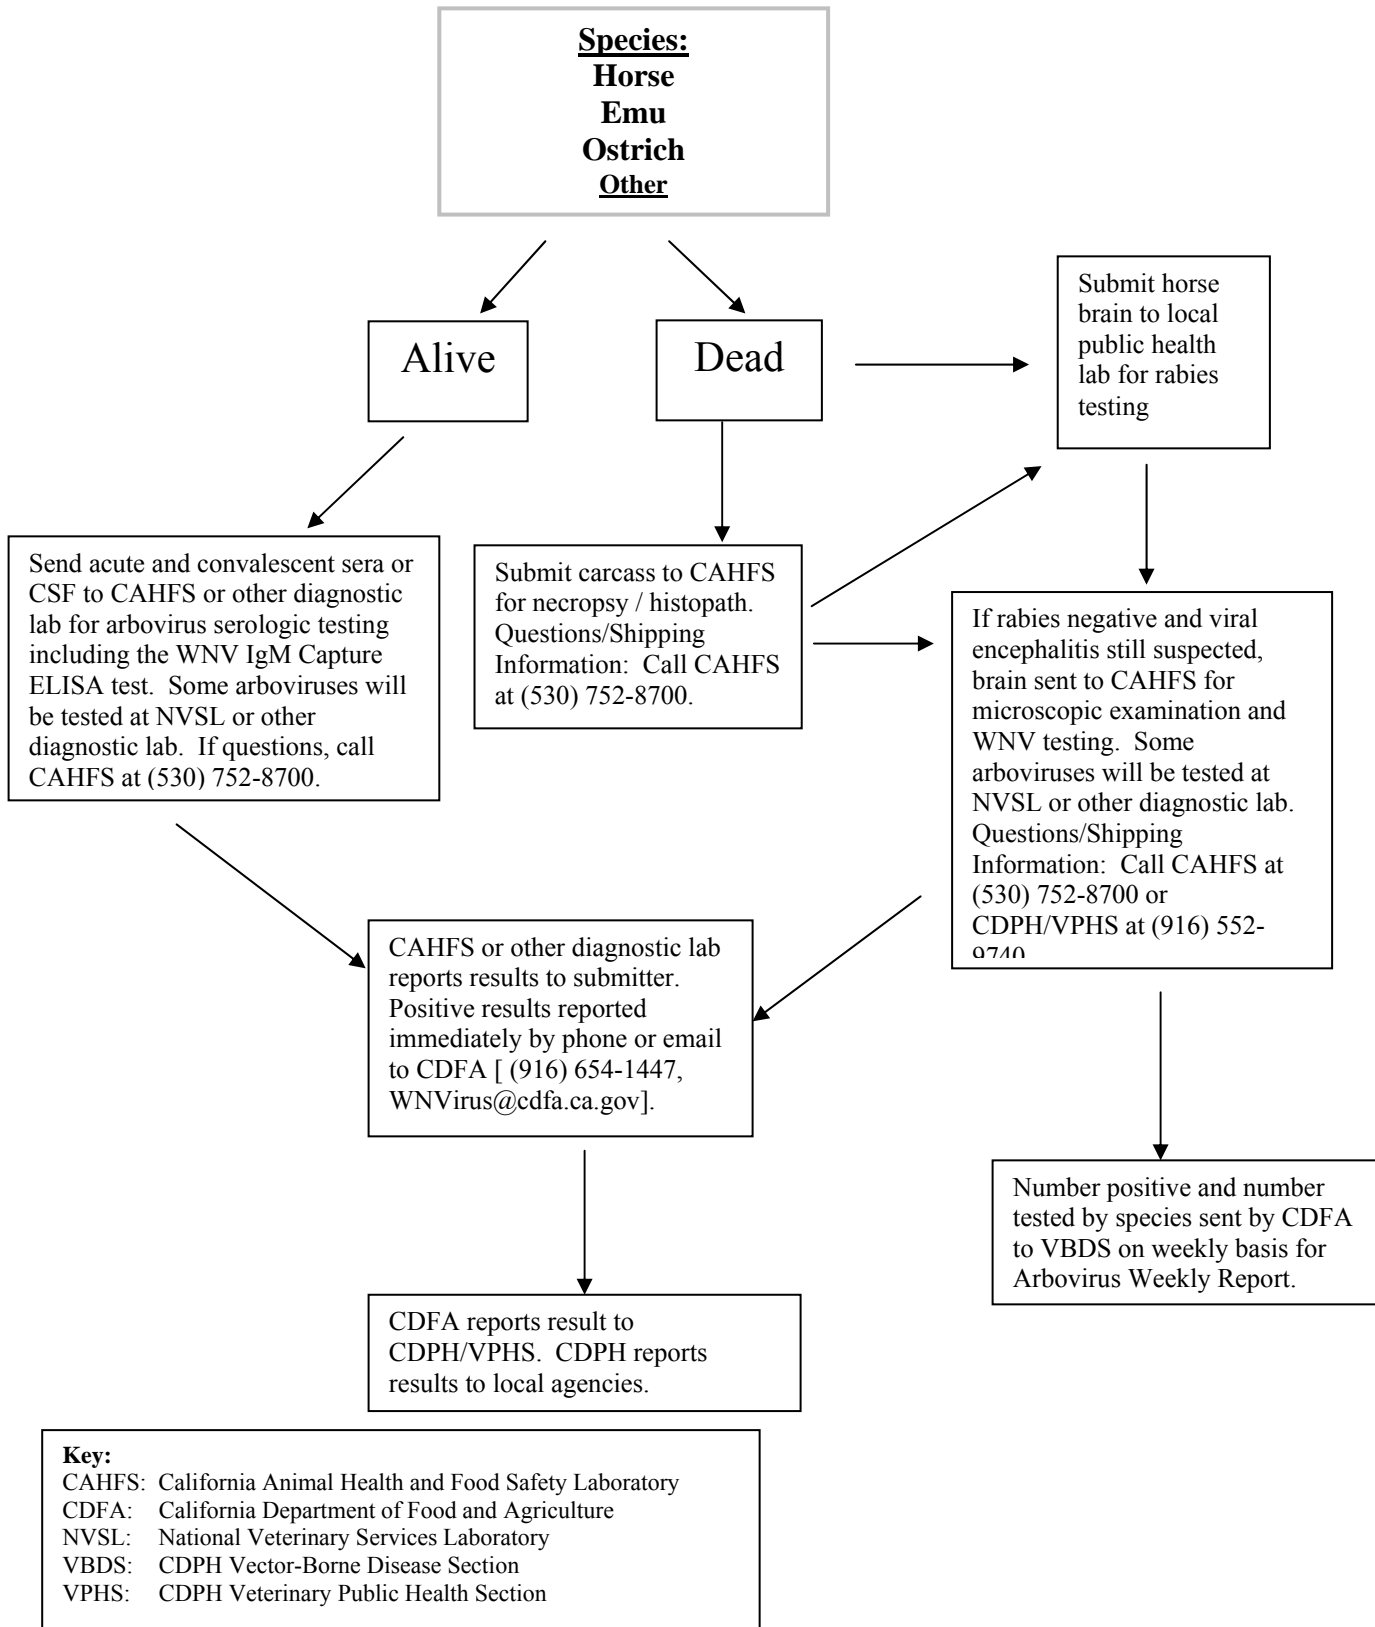 Species:
Horse
Emu
Ostrich
Other
Alive
Dead
Submit horse
brain to local
public health
lab for rabies
testing
Send acute and convalescent sera or
CSF to CAHFS or other diagnostic
lab for arbovirus serologic testing
including the WNV IgM Capture
ELISA test.  Some arboviruses will
be tested at NVSL or other
diagnostic lab.  If questions, call
CAHFS at (530) 752-8700.
Submit carcass to CAHFS
for necropsy / histopath.
Questions/Shipping
Information:  Call CAHFS
at (530) 752-8700.
If rabies negative and viral
encephalitis still suspected,
brain sent to CAHFS for
microscopic examination and
WNV testing.  Some
arboviruses will be tested at
NVSL or other diagnostic lab.
Questions/Shipping
Information:  Call CAHFS at
(530) 752-8700 or
CDPH/VPHS at (916) 552-
9740
CAHFS or other diagnostic lab
reports results to submitter.
Positive results reported
immediately by phone or email
to CDFA [ (916) 654-1447,
WNVirus@cdfa.ca.gov].
Number positive and number
tested by species sent by CDFA
to VBDS on weekly basis for
Arbovirus Weekly Report.
CDFA reports result to
CDPH/VPHS.  CDPH reports
results to local agencies.
Key:
CAHFS: California Animal Health and Food Safety Laboratory
CDFA: California Department of Food and Agriculture
NVSL: National Veterinary Services Laboratory
VBDS: CDPH Vector-Borne Disease Section
VPHS: CDPH Veterinary Public Health Section